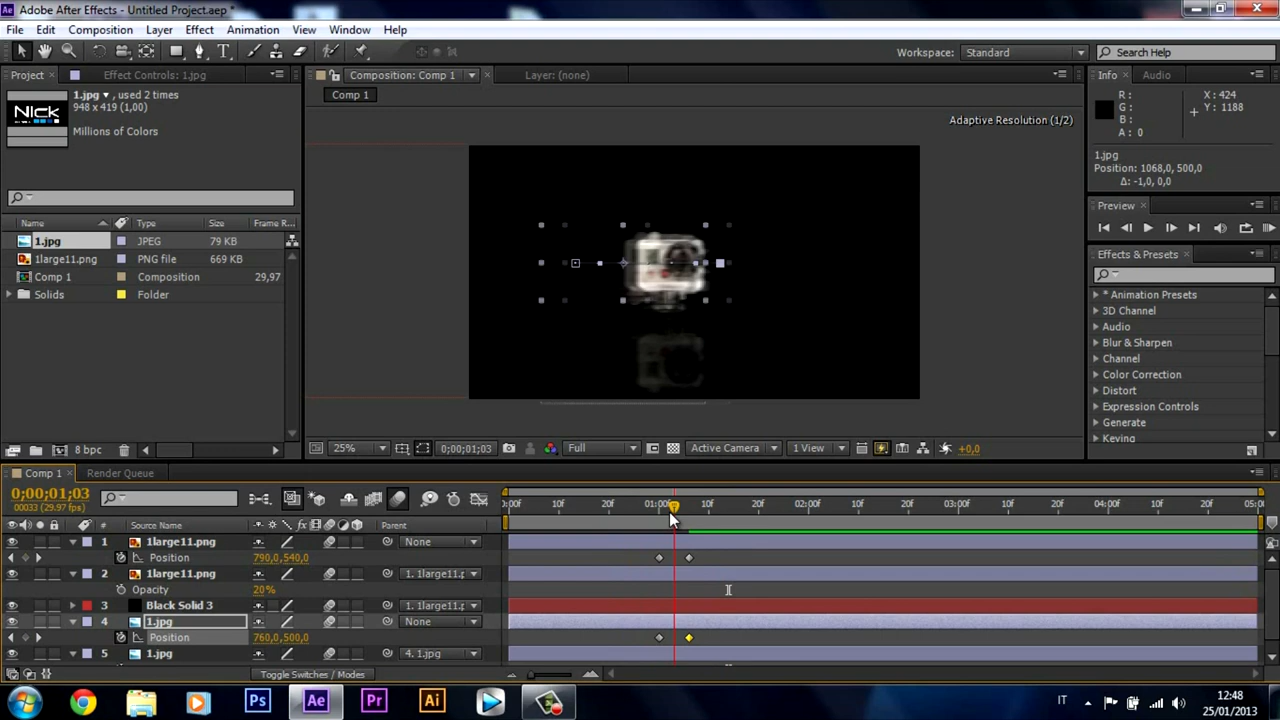 Adobe After Effects - Untitled Project.aep *
File Edit Composition Layer Effect Animation View Window Help
Workspace: Standard Search Help
Project Effect Controls: 1.jpg Composition: Comp 1 Layer: (none) Info Audio
1.jpg, used 2 times
948 x 419 (1,00)
Millions of Colors
NICK
Comp 1
Adaptive Resolution (1/2)
R: X: 424
G: Y: 1188
B:
A: 0
1.jpg
Position: 1068,0, 500,0
Δ: -1,0, 0,0
Preview
Name Type Size Frame R...
1.jpg JPEG 79 KB
1large11.png PNG file 669 KB
Comp 1 Composition 29,97
Solids Folder
Effects & Presets
* Animation Presets
3D Channel
Audio
Blur & Sharpen
Channel
Color Correction
Distort
Expression Controls
Generate
Keying
8 bpc
25% 0;00;01;03 Full Active Camera 1 View +0,0
Comp 1 Render Queue
0;00;01;03
00033 (29.97 fps)
0:00f 10f 20f 01:00f 10f 20f 02:00f 10f 20f 03:00f 10f 20f 04:00f 10f 20f 05:0
# Source Name Parent
1 1large11.png None
Position 790,0,540,0
2 1large11.png 1. 1large11.p
Opacity 20%
3 Black Solid 3 1. 1large11.p
4 1.jpg None
Position 760,0,500,0
5 1.jpg 4. 1.jpg
Toggle Switches / Modes
Ps Ae Pr Ai
IT 12:48
25/01/2013